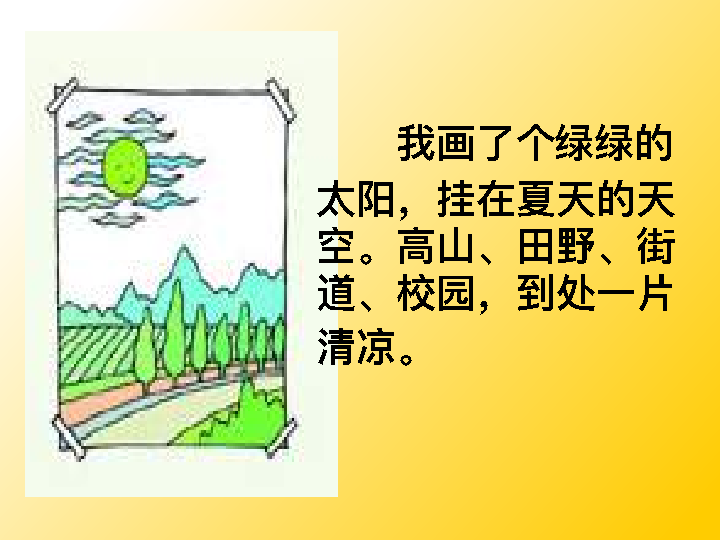 我画了个绿绿的
太阳，挂在夏天的天
空。高山、田野、街
道、校园，到处一片
清凉。